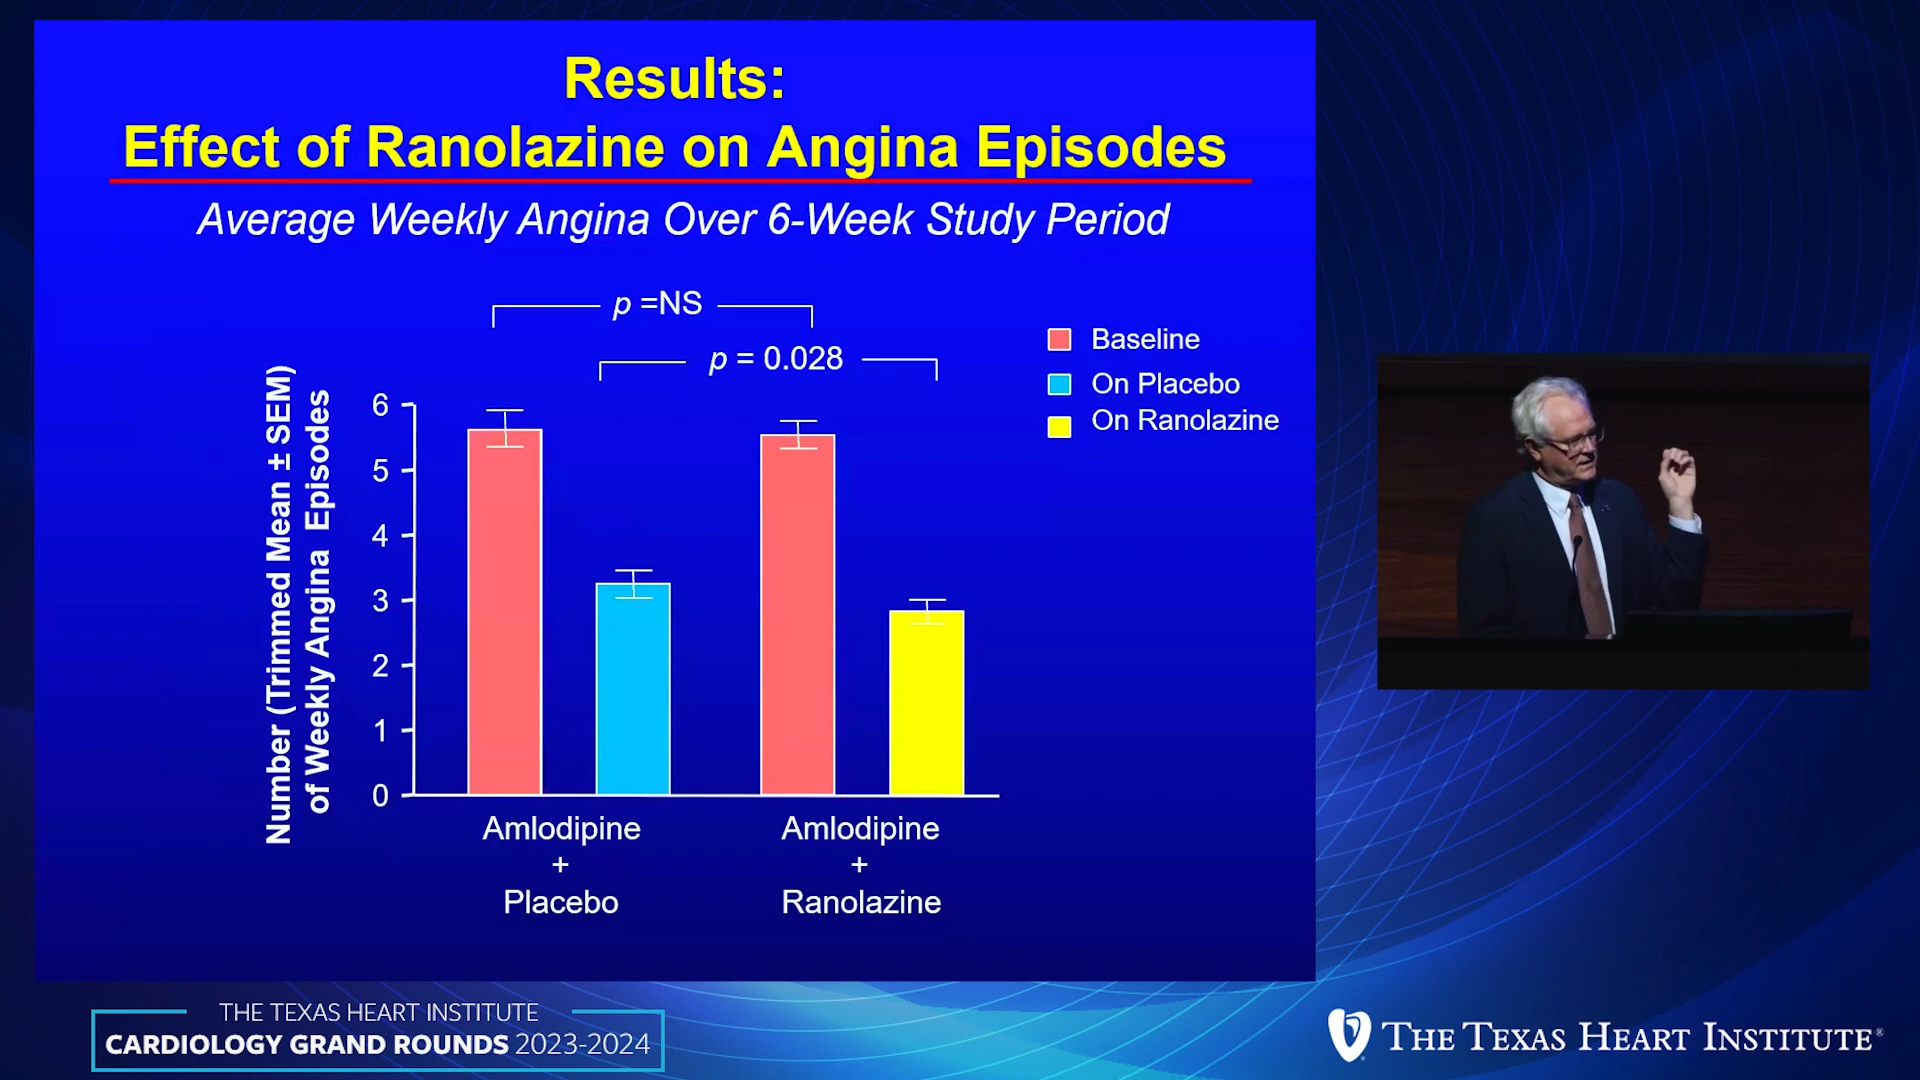 Results:
Effect of Ranolazine on Angina Episodes
Average Weekly Angina Over 6-Week Study Period
p =NS
p = 0.028
Baseline
On Placebo
On Ranolazine
Number (Trimmed Mean ± SEM)
of Weekly Angina Episodes
6
5
4
3
2
1
0
Amlodipine
+
Placebo
Amlodipine
+
Ranolazine
THE TEXAS HEART INSTITUTE
CARDIOLOGY GRAND ROUNDS 2023-2024
THE TEXAS HEART INSTITUTE®